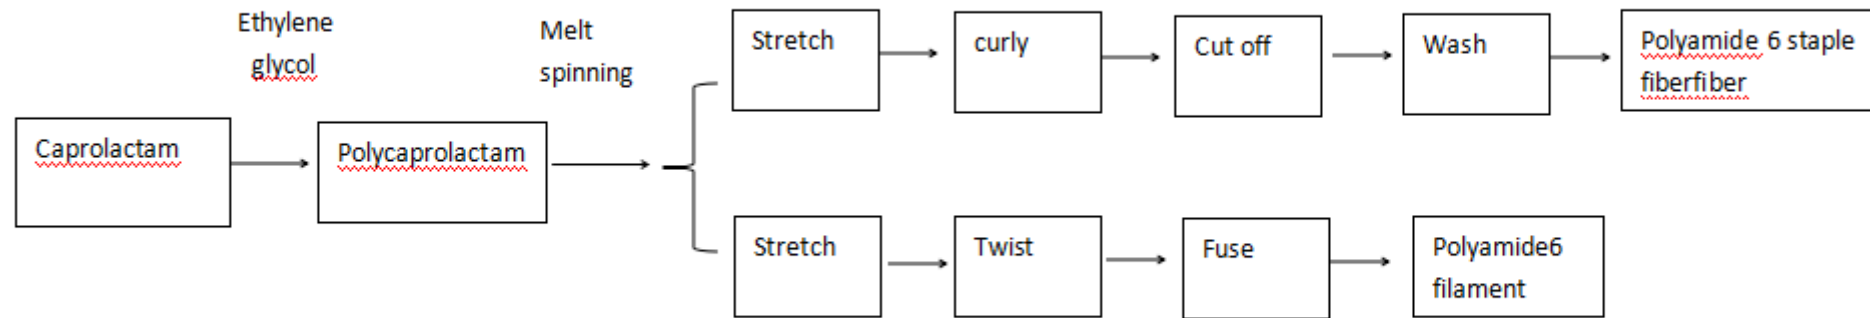 Ethylene
glycol
Melt
spinning
Caprolactam
Polycaprolactam
Stretch
curly
Cut off
Wash
Polyamide 6 staple
fiberfiber
Stretch
Twist
Fuse
Polyamide6
filament